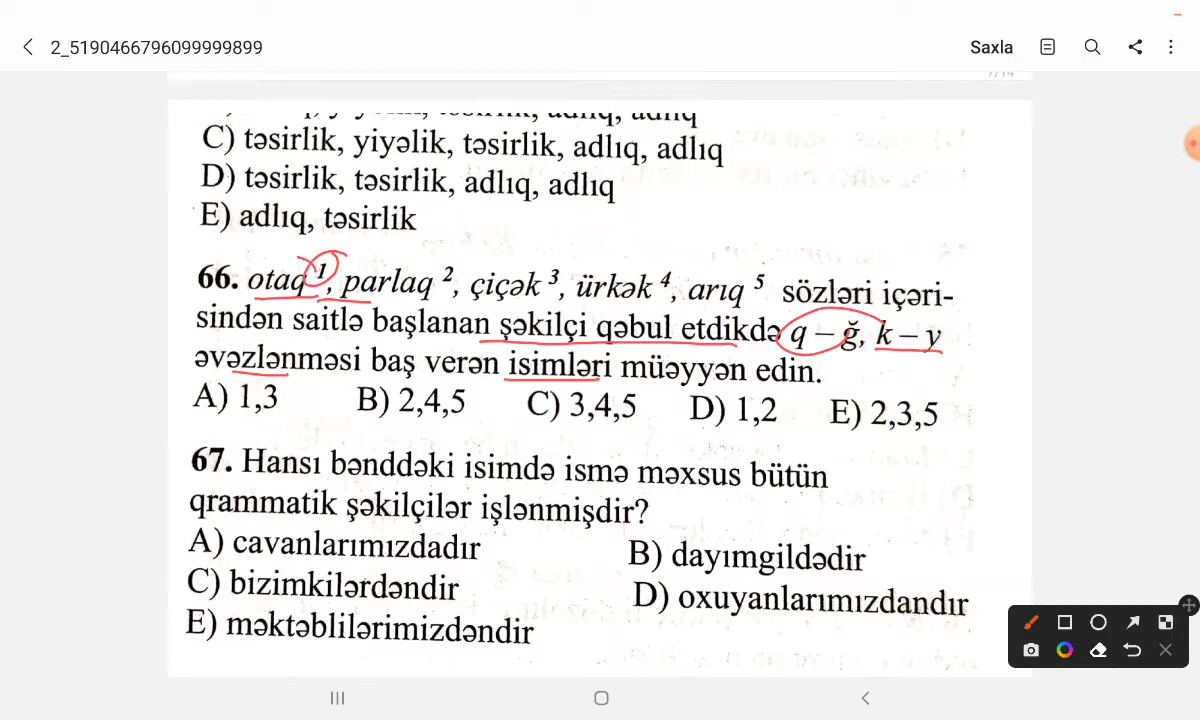 2_5190466796099999899
Saxla
7/14
C) təsirlik, yiyəlik, təsirlik, adlıq, adlıq
D) təsirlik, təsirlik, adlıq, adlıq
E) adlıq, təsirlik
66. otaq ¹, parlaq ², çiçək ³, ürkək ⁴, arıq ⁵ sözləri içəri-
sindən saitlə başlanan şəkilçi qəbul etdikdə q – ğ, k – y
əvəzlənməsi baş verən isimləri müəyyən edin.
A) 1,3 B) 2,4,5 C) 3,4,5 D) 1,2 E) 2,3,5
67. Hansı bənddəki isimdə ismə məxsus bütün
qrammatik şəkilçilər işlənmişdir?
A) cavanlarımızdadır B) dayımgildədir
C) bizimkilərdəndir D) oxuyanlarımızdandır
E) məktəblilərimizdəndir